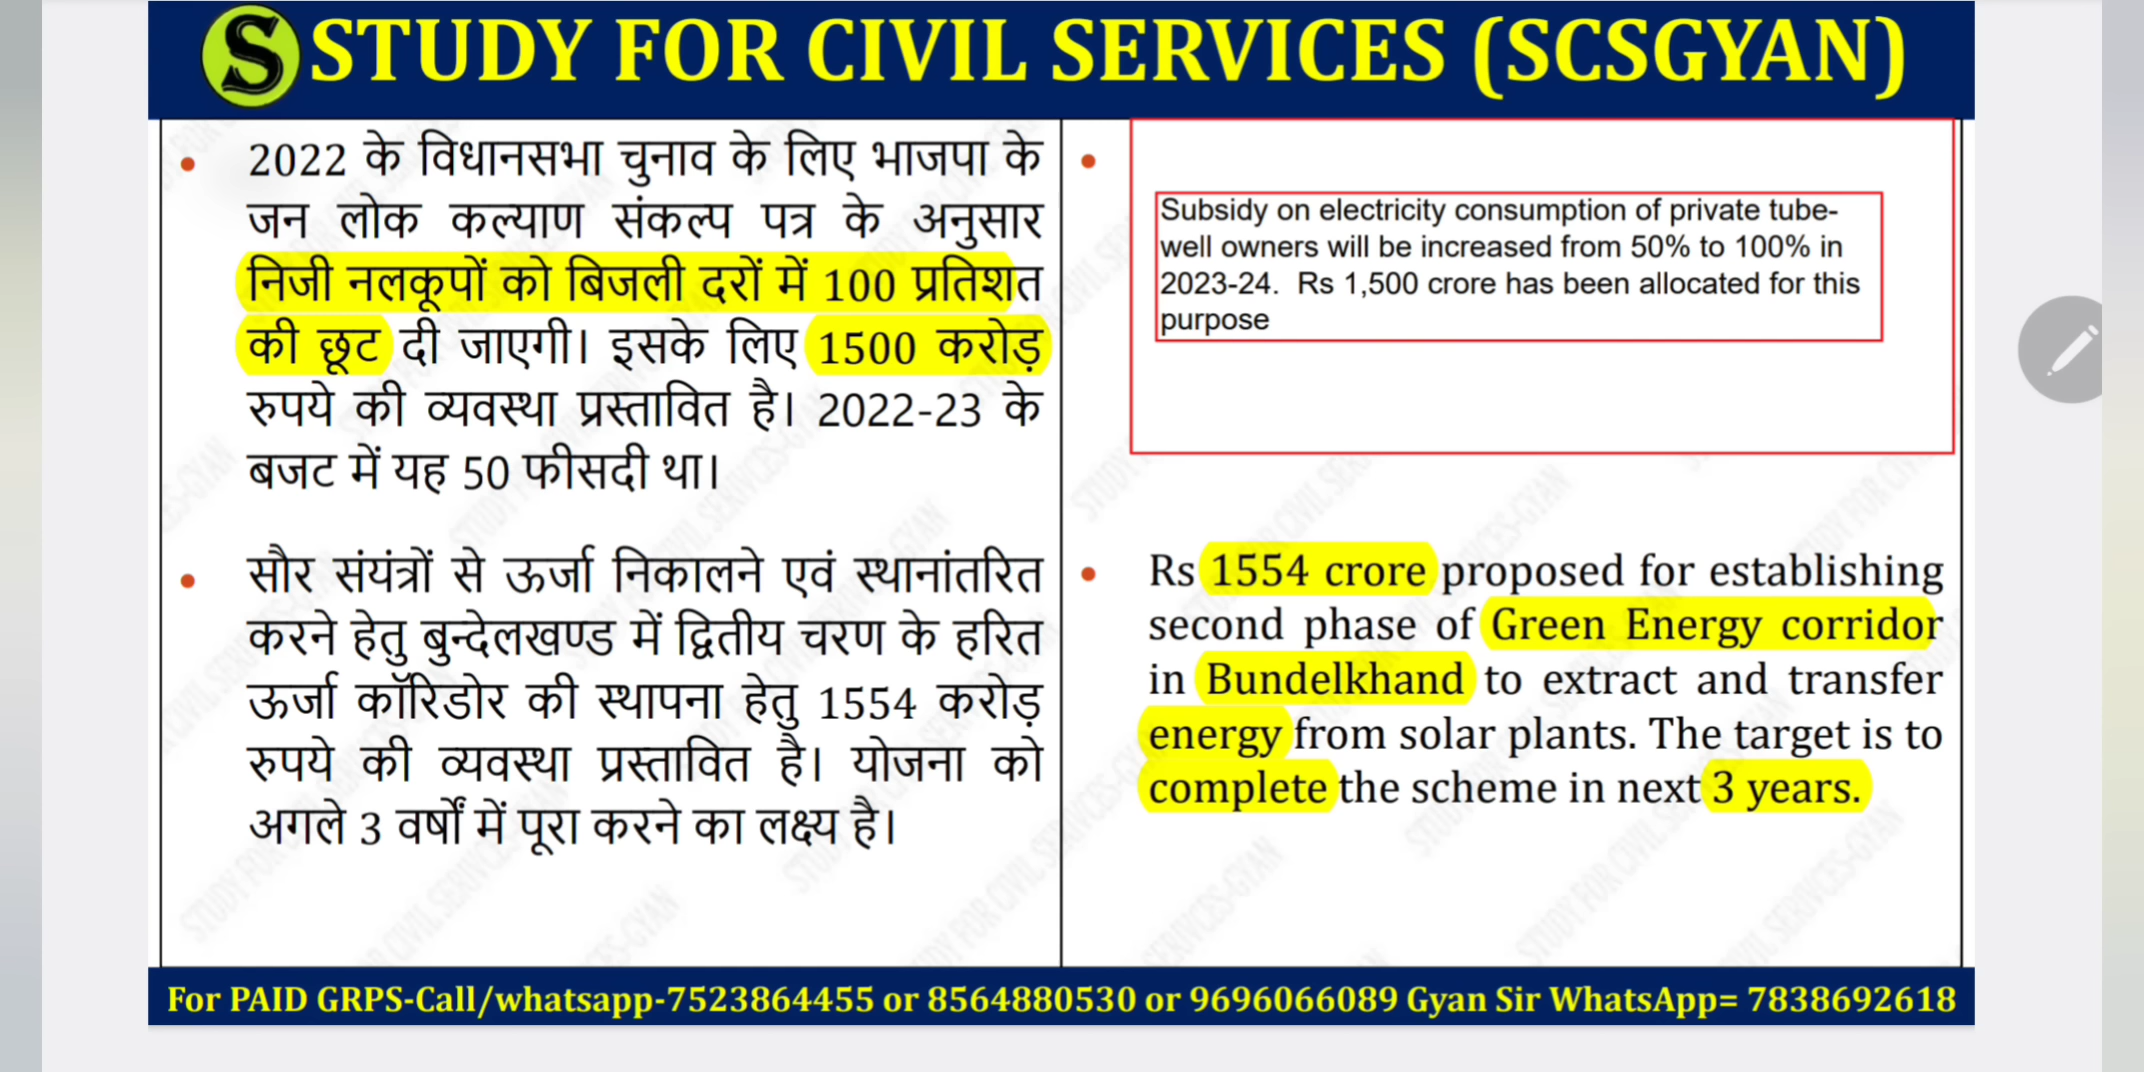 S STUDY FOR CIVIL SERVICES (SCSGYAN)
• 2022 के विधानसभा चुनाव के लिए भाजपा के
जन लोक कल्याण संकल्प पत्र के अनुसार
निजी नलकूपों को बिजली दरों में 100 प्रतिशत
की छूट दी जाएगी। इसके लिए 1500 करोड़
रुपये की व्यवस्था प्रस्तावित है। 2022-23 के
बजट में यह 50 फीसदी था।
• सौर संयंत्रों से ऊर्जा निकालने एवं स्थानांतरित
करने हेतु बुन्देलखण्ड में द्वितीय चरण के हरित
ऊर्जा कॉरिडोर की स्थापना हेतु 1554 करोड़
रुपये की व्यवस्था प्रस्तावित है। योजना को
अगले 3 वर्षों में पूरा करने का लक्ष्य है।
• Subsidy on electricity consumption of private tube-
well owners will be increased from 50% to 100% in
2023-24. Rs 1,500 crore has been allocated for this
purpose
• Rs 1554 crore proposed for establishing
second phase of Green Energy corridor
in Bundelkhand to extract and transfer
energy from solar plants. The target is to
complete the scheme in next 3 years.
For PAID GRPS-Call/whatsapp-7523864455 or 8564880530 or 9696066089 Gyan Sir WhatsApp= 7838692618